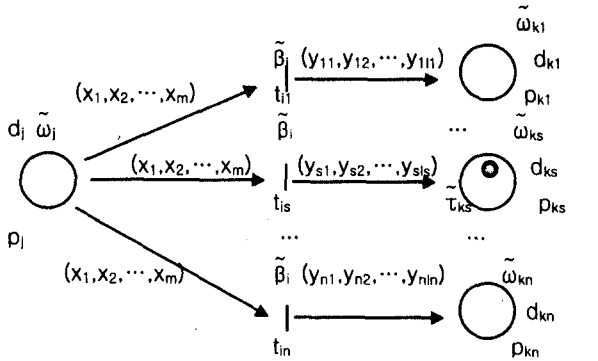 ω̃k1
β̃i (y11,y12,⋯,y1l1) dk1
(x1,x2,⋯,xm) ti1 pk1
dj ω̃j β̃i ⋯ ω̃ks
(x1,x2,⋯,xm) (ys1,ys2,⋯,ysls) dks
tis τ̃ks pks
pj ⋯ ⋯
(x1,x2,⋯,xm) β̃i (yn1,yn2,⋯,ynln) ω̃kn
dkn
tin pkn